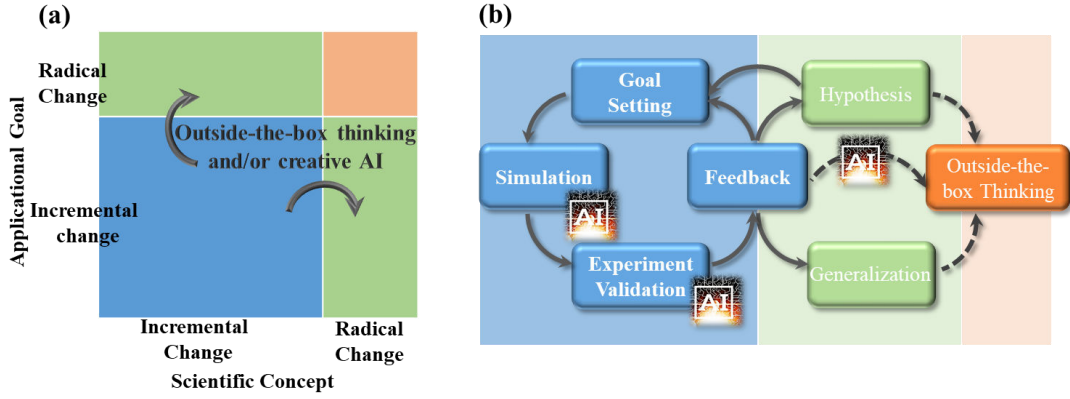 (a)
Applicational Goal
Radical
Change
Incremental
change
Outside-the-box thinking
and/or creative AI
Incremental
Change
Radical
Change
Scientific Concept
(b)
Goal
Setting
Hypothesis
Simulation
AI
Feedback
AI
Outside-the-
box Thinking
Experiment
Validation
AI
Generalization